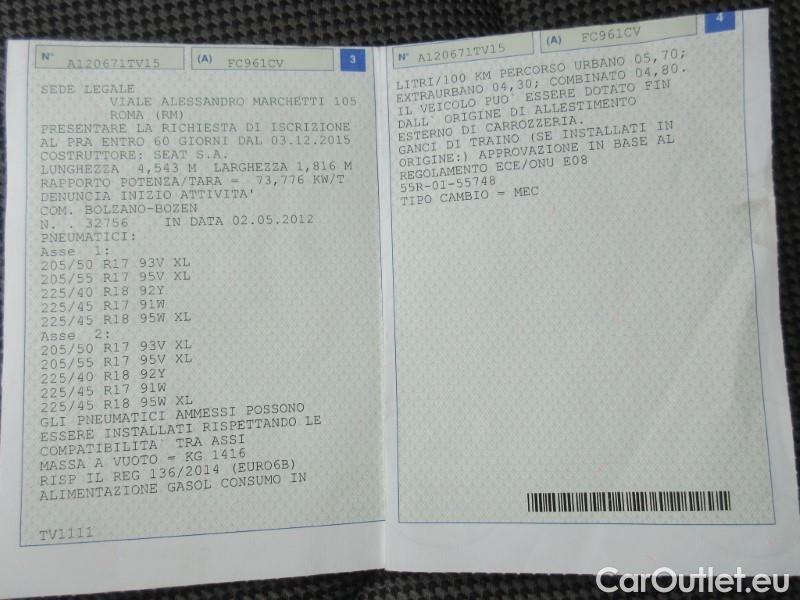 N° A120671TV15 (A) FC961CV 3
SEDE LEGALE
VIALE ALESSANDRO MARCHETTI 105
ROMA (RM)
PRESENTARE LA RICHIESTA DI ISCRIZIONE
AL PRA ENTRO 60 GIORNI DAL 03.12.2015
COSTRUTTORE: SEAT S.A.
LUNGHEZZA 4,543 M LARGHEZZA 1,816 M
RAPPORTO POTENZA/TARA = 73,776 KW/T
DENUNCIA INIZIO ATTIVITA'
COM. BOLZANO-BOZEN
N. . 32756 IN DATA 02.05.2012
PNEUMATICI:
Asse 1:
205/50 R17 93V XL
205/55 R17 95V XL
225/40 R18 92Y
225/45 R17 91W
225/45 R18 95W XL
Asse 2:
205/50 R17 93V XL
205/55 R17 95V XL
225/40 R18 92Y
225/45 R17 91W
225/45 R18 95W XL
GLI PNEUMATICI AMMESSI POSSONO
ESSERE INSTALLATI RISPETTANDO LE
COMPATIBILITA` TRA ASSI
MASSA A VUOTO = KG 1416
RISP IL REG 136/2014 (EURO6B)
ALIMENTAZIONE GASOL CONSUMO IN
TV1111
N° A120671TV15 (A) FC961CV 4
LITRI/100 KM PERCORSO URBANO 05,70;
EXTRAURBANO 04,30; COMBINATO 04,80.
IL VEICOLO PUO` ESSERE DOTATO FIN
DALL` ORIGINE DI ALLESTIMENTO
ESTERNO DI CARROZZERIA.
GANCI DI TRAINO (SE INSTALLATI IN
ORIGINE:) APPROVAZIONE IN BASE AL
REGOLAMENTO ECE/ONU E08
55R-01-55748
TIPO CAMBIO = MEC
CarOutlet.eu